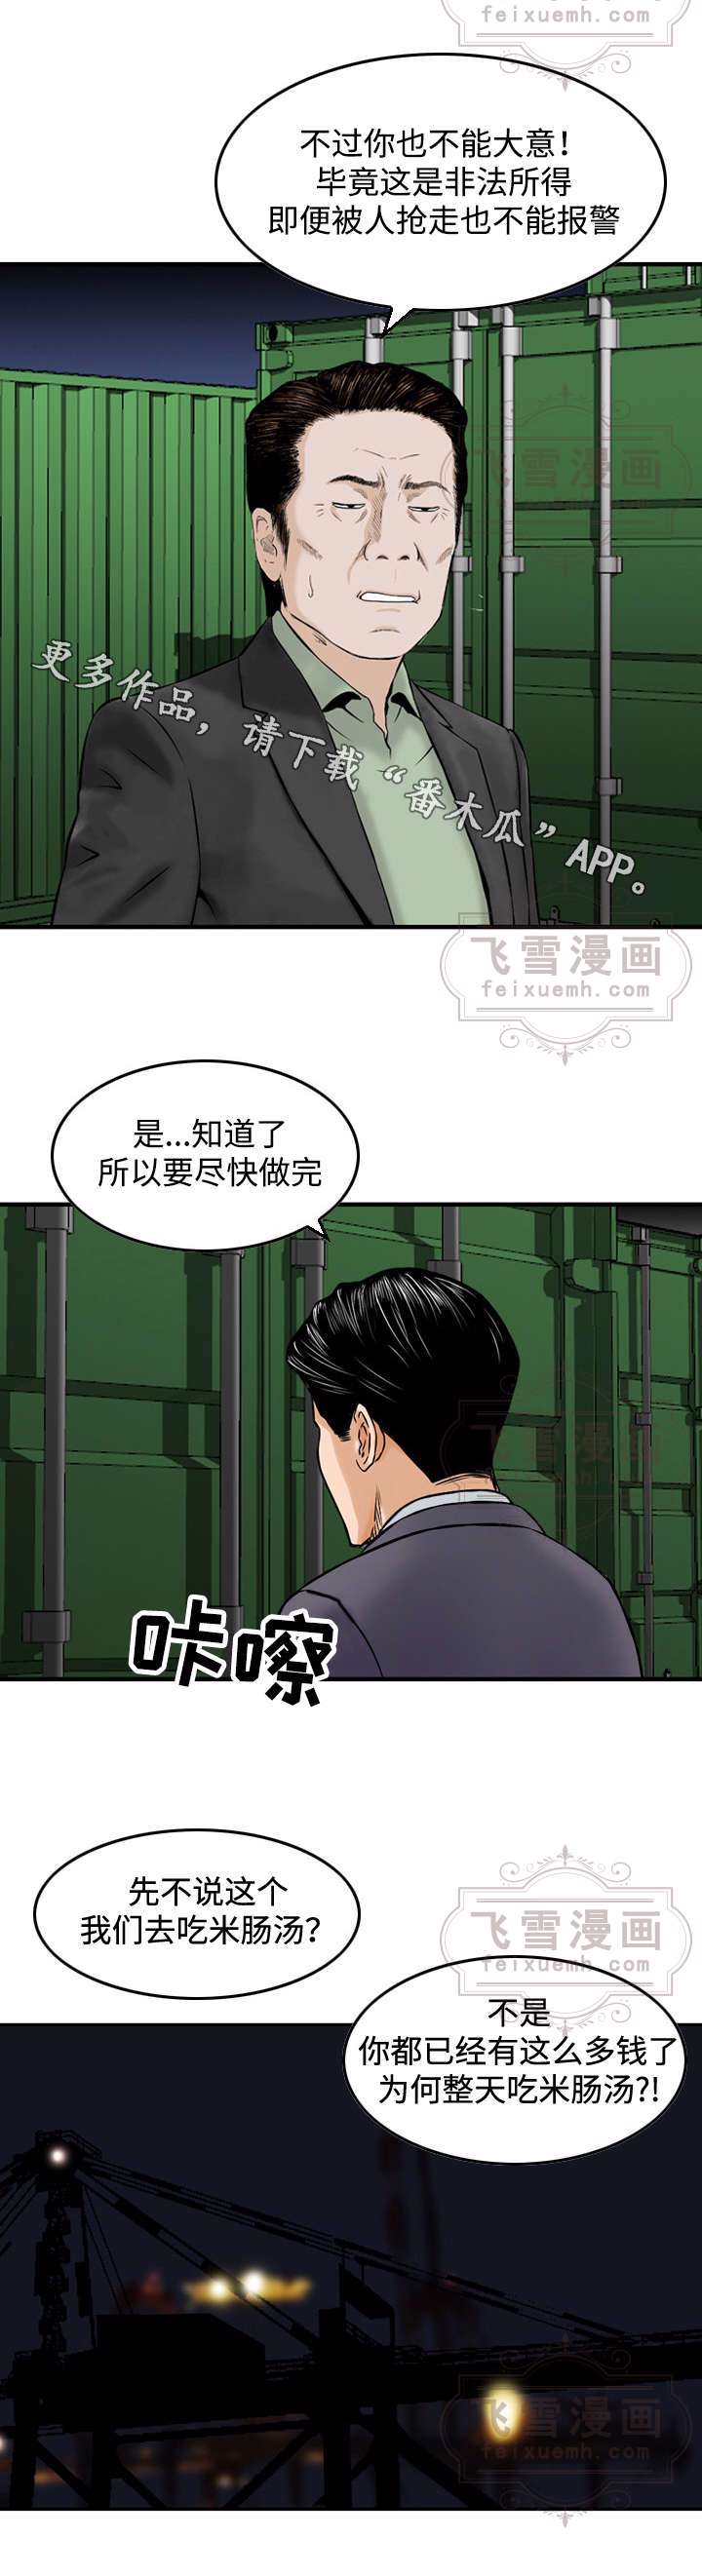 feixuemh.com
不过你也不能大意！
毕竟这是非法所得
即便被人抢走也不能报警
飞雪漫画
更多作品，请下载“番木瓜”APP。
飞雪漫画
feixuemh.com
是...知道了
所以要尽快做完
飞雪漫画
咔嚓
先不说这个
我们去吃米肠汤？
飞雪漫画
feixuemh.com
不是
你都已经有这么多钱了
为何整天吃米肠汤?!
飞雪漫画
feixuemh.com